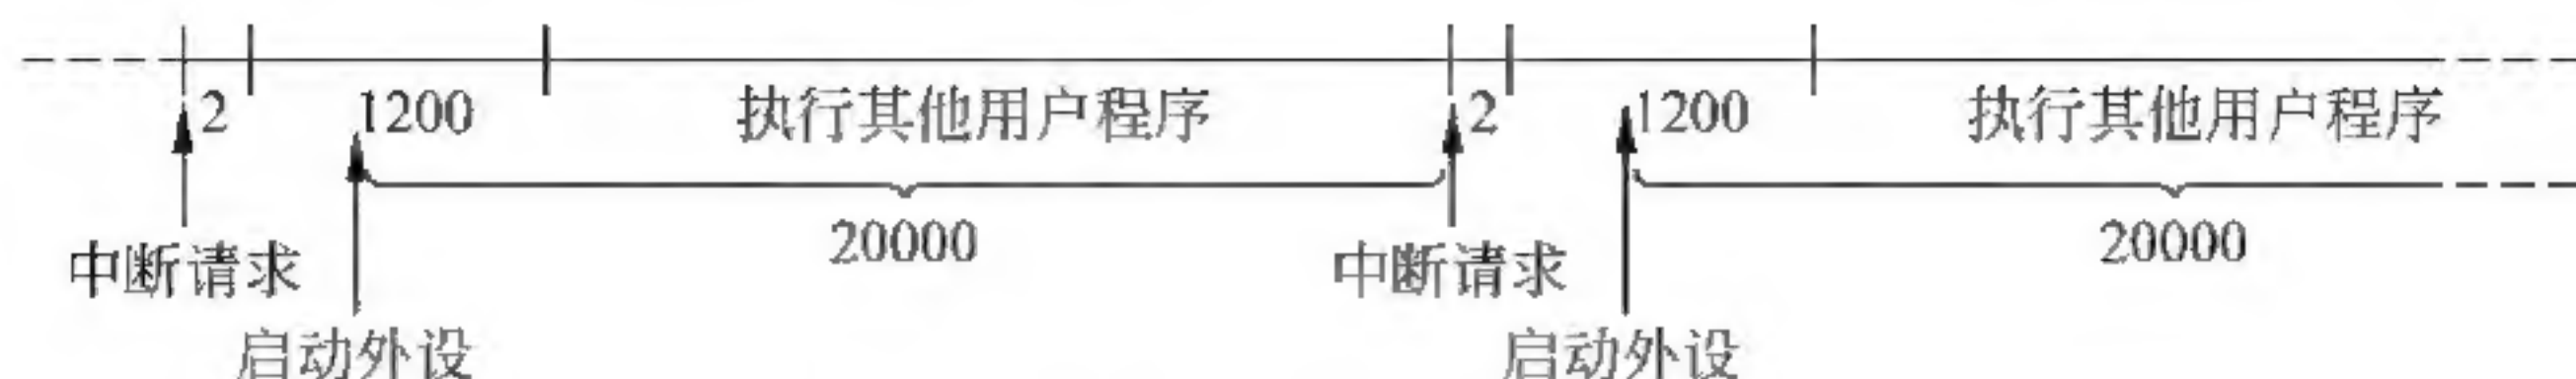 2 1200 执行其他用户程序 2 1200 执行其他用户程序
20000 20000
中断请求 中断请求
启动外设 启动外设